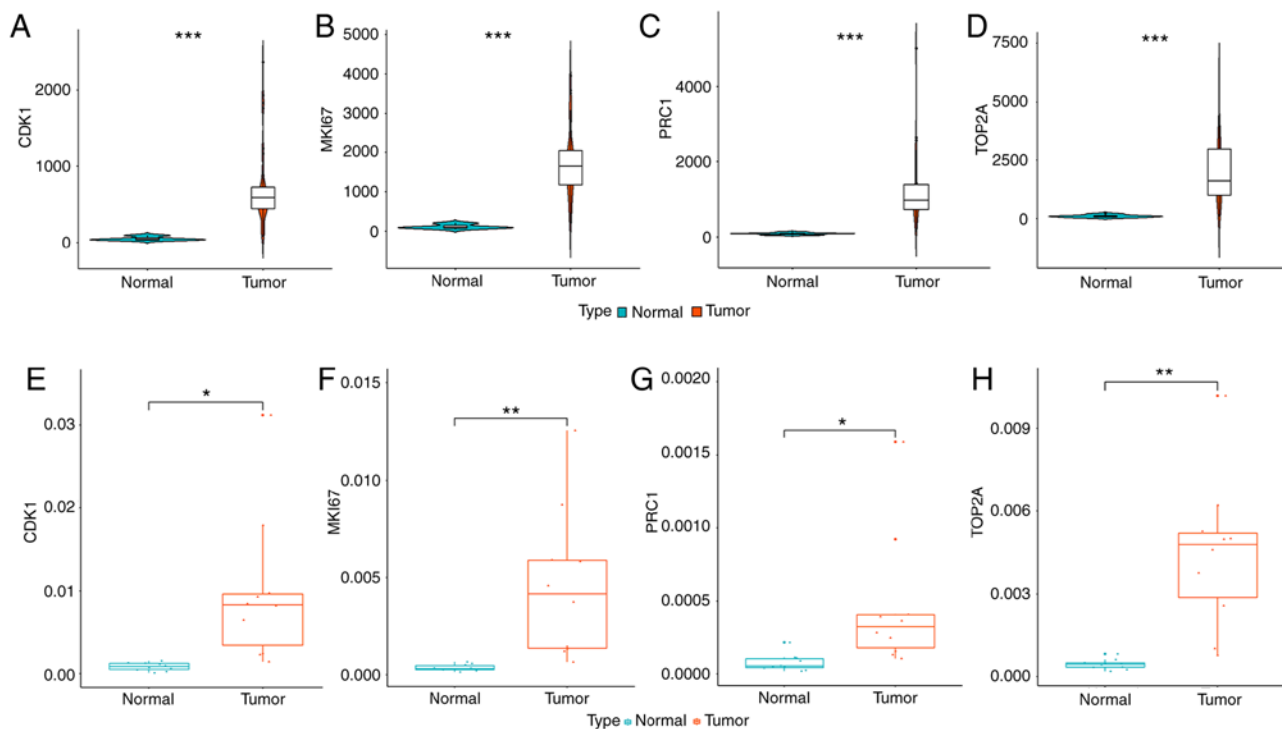 A
***
CDK1
2000
1000
0
Normal
Tumor
B
***
MKI67
5000
4000
3000
2000
1000
0
Normal
Tumor
C
***
PRC1
4000
2000
0
Normal
Tumor
D
***
TOP2A
7500
5000
2500
0
Normal
Tumor
Type Normal Tumor
E
*
CDK1
0.03
0.02
0.01
0.00
Normal
Tumor
F
**
MKI67
0.015
0.010
0.005
0.000
Normal
Tumor
G
*
PRC1
0.0020
0.0015
0.0010
0.0005
0.0000
Normal
Tumor
H
**
TOP2A
0.009
0.006
0.003
0.000
Normal
Tumor
Type Normal Tumor